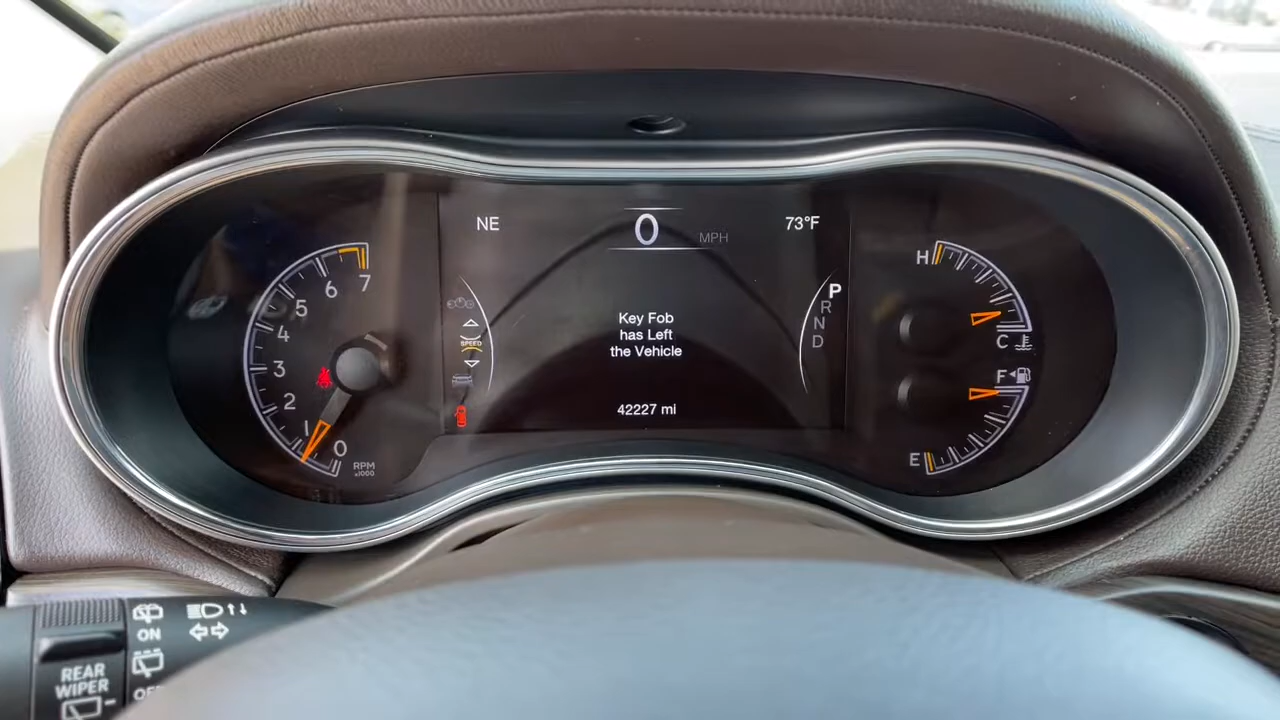 NE
0
MPH
73°F
7
6
5
4
3
2
1
0
RPM
x1000
SPEED
Key Fob
has Left
the Vehicle
42227 mi
P
R
N
D
H
C
F
E
ON
REAR
WIPER
OFF